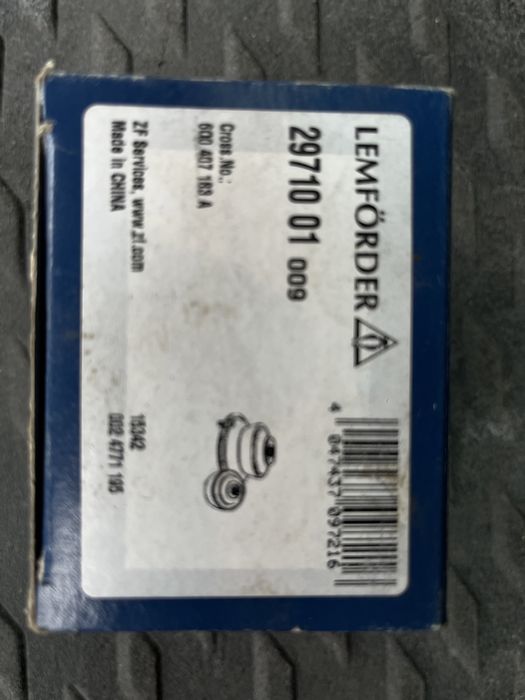 LEMFÖRDER
29710 01 009
Cross No.:
6Q0 407 183 A
ZF Services, www.zf.com
Made in CHINA
4 047437 097216
15342
002 4771 195